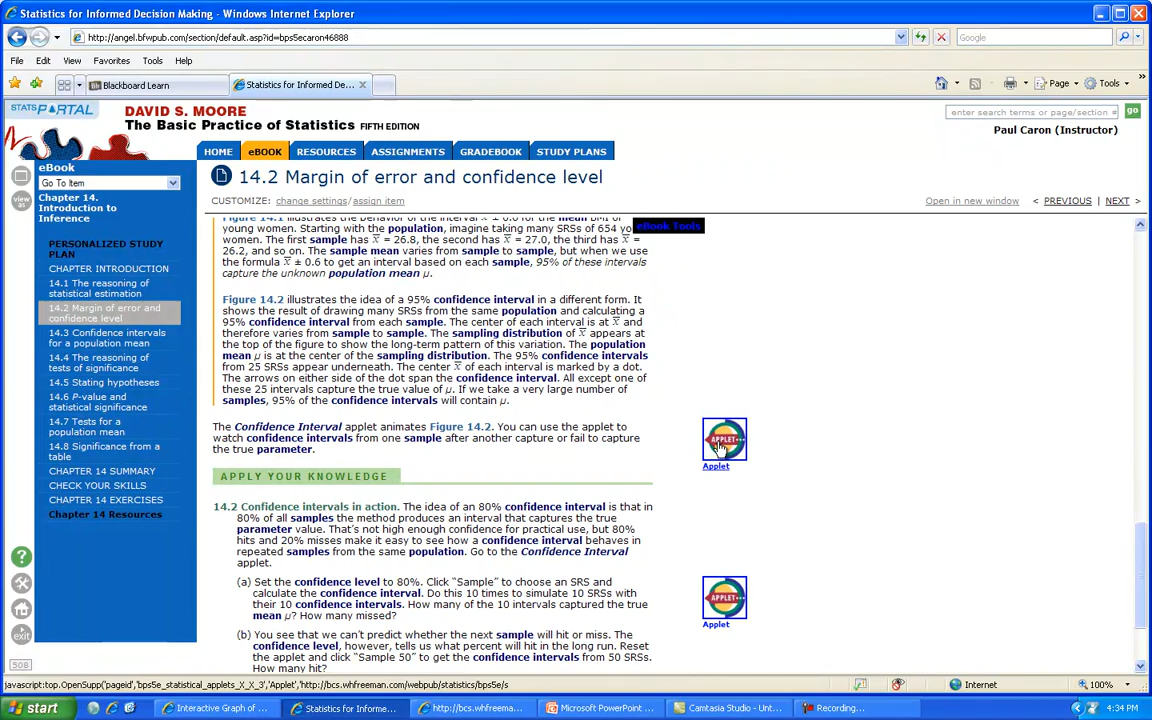 Statistics for Informed Decision Making - Windows Internet Explorer
http://angel.bfwpub.com/section/default.asp?id=bps5ecaron46888
Google
File Edit View Favorites Tools Help
Blackboard Learn
Statistics for Informed De...
Page
Tools
STATSPORTAL
DAVID S. MOORE
The Basic Practice of Statistics FIFTH EDITION
enter search terms or page/section #
go
Paul Caron (Instructor)
HOME eBOOK RESOURCES ASSIGNMENTS GRADEBOOK STUDY PLANS
eBook
Go To Item
view as
Chapter 14.
Introduction to
Inference
PERSONALIZED STUDY
PLAN
CHAPTER INTRODUCTION
14.1 The reasoning of
statistical estimation
14.2 Margin of error and
confidence level
14.3 Confidence intervals
for a population mean
14.4 The reasoning of
tests of significance
14.5 Stating hypotheses
14.6 P-value and
statistical significance
14.7 Tests for a
population mean
14.8 Significance from a
table
CHAPTER 14 SUMMARY
CHECK YOUR SKILLS
CHAPTER 14 EXERCISES
Chapter 14 Resources
?
exit
508
14.2 Margin of error and confidence level
CUSTOMIZE: change settings/assign item
Open in new window < PREVIOUS | NEXT >
eBook Tools
Figure 14.1 illustrates the behavior of the interval x̅ ± 0.6 for the mean BMI of
young women. Starting with the population, imagine taking many SRSs of 654 yo
women. The first sample has x̅ = 26.8, the second has x̅ = 27.0, the third has x̅ =
26.2, and so on. The sample mean varies from sample to sample, but when we use
the formula x̅ ± 0.6 to get an interval based on each sample, 95% of these intervals
capture the unknown population mean μ.
Figure 14.2 illustrates the idea of a 95% confidence interval in a different form. It
shows the result of drawing many SRSs from the same population and calculating a
95% confidence interval from each sample. The center of each interval is at x̅ and
therefore varies from sample to sample. The sampling distribution of x̅ appears at
the top of the figure to show the long-term pattern of this variation. The population
mean μ is at the center of the sampling distribution. The 95% confidence intervals
from 25 SRSs appear underneath. The center x̅ of each interval is marked by a dot.
The arrows on either side of the dot span the confidence interval. All except one of
these 25 intervals capture the true value of μ. If we take a very large number of
samples, 95% of the confidence intervals will contain μ.
The Confidence Interval applet animates Figure 14.2. You can use the applet to
watch confidence intervals from one sample after another capture or fail to capture
the true parameter.
APPLET
Applet
APPLY YOUR KNOWLEDGE
14.2 Confidence intervals in action. The idea of an 80% confidence interval is that in
80% of all samples the method produces an interval that captures the true
parameter value. That's not high enough confidence for practical use, but 80%
hits and 20% misses make it easy to see how a confidence interval behaves in
repeated samples from the same population. Go to the Confidence Interval
applet.
(a) Set the confidence level to 80%. Click "Sample" to choose an SRS and
calculate the confidence interval. Do this 10 times to simulate 10 SRSs with
their 10 confidence intervals. How many of the 10 intervals captured the true
mean μ? How many missed?
APPLET
Applet
(b) You see that we can't predict whether the next sample will hit or miss. The
confidence level, however, tells us what percent will hit in the long run. Reset
the applet and click "Sample 50" to get the confidence intervals from 50 SRSs.
How many hit?
javascript:top.OpenSupp('pageid','bps5e_statistical_applets_X_X_3','Applet','http://bcs.whfreeman.com/webpub/statistics/bps5e/s
Internet
100%
start
Interactive Graph of ...
Statistics for Informe...
http://bcs.whfreema...
Microsoft PowerPoint ...
Camtasia Studio - Unt...
Recording...
4:34 PM